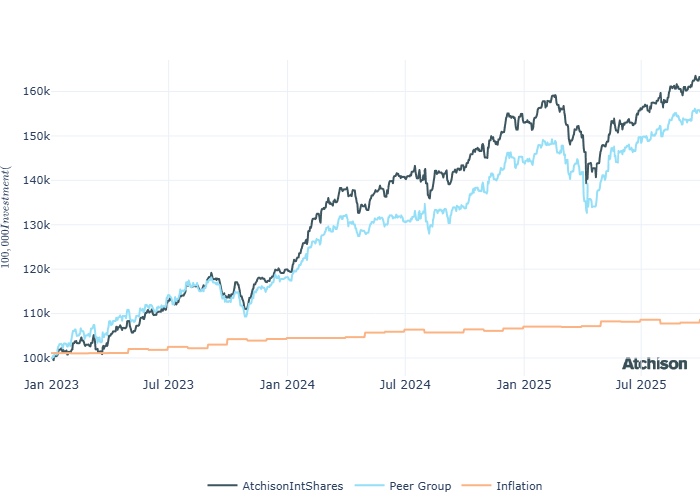 160k
150k
140k
130k
120k
110k
100k
100,000Investment(
Jan 2023 Jul 2023 Jan 2024 Jul 2024 Jan 2025 Jul 2025
Atchison
AtchisonIntShares Peer Group Inflation